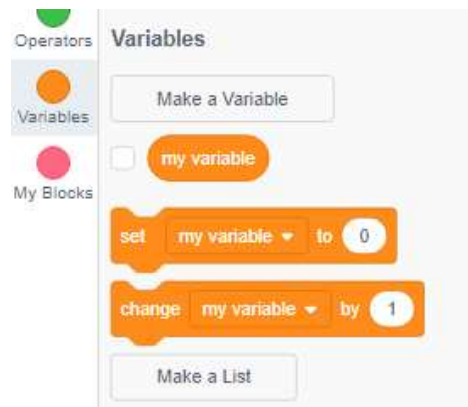 Operators
Variables
My Blocks
Variables
Make a Variable
my variable
set my variable to 0
change my variable by 1
Make a List